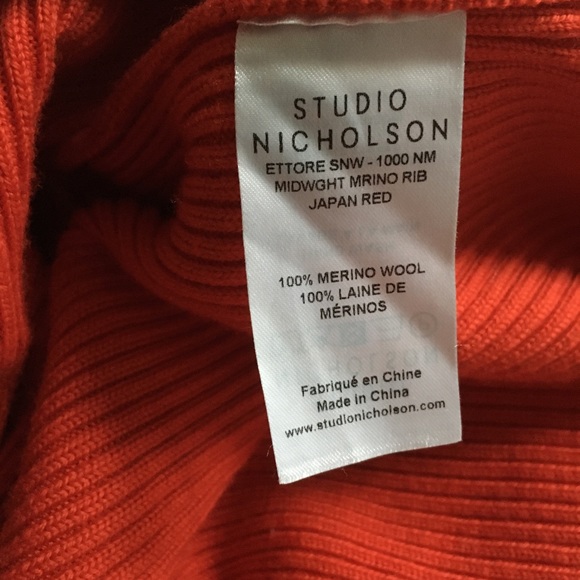 STUDIO
NICHOLSON
ETTORE SNW - 1000 NM
MIDWGHT MRINO RIB
JAPAN RED
100% MERINO WOOL
100% LAINE DE
MÉRINOS
Fabriqué en Chine
Made in China
www.studionicholson.com